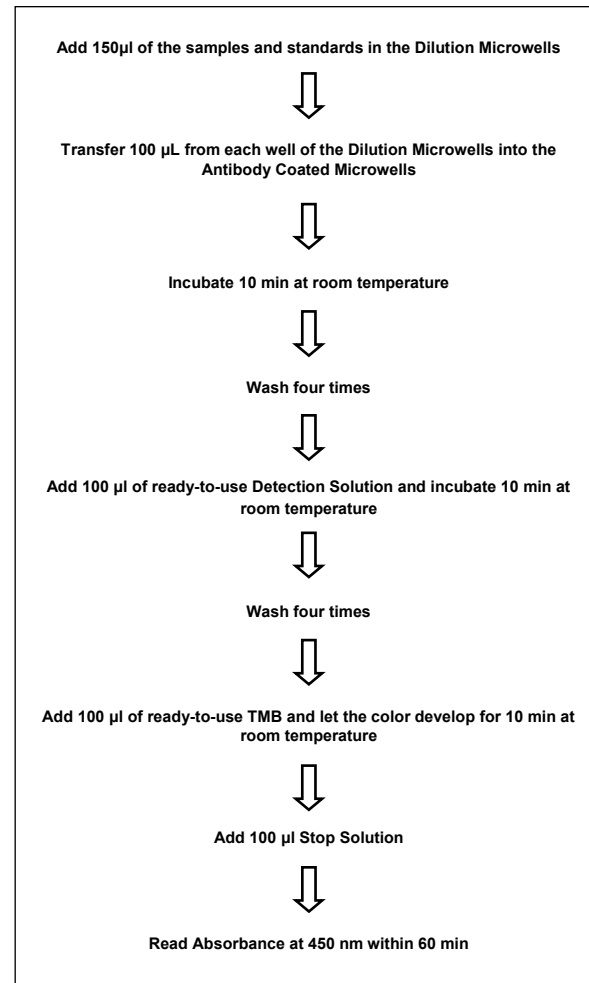 Add 150µl of the samples and standards in the Dilution Microwells
Transfer 100 µL from each well of the Dilution Microwells into the
Antibody Coated Microwells
Incubate 10 min at room temperature
Wash four times
Add 100 µl of ready-to-use Detection Solution and incubate 10 min at
room temperature
Wash four times
Add 100 µl of ready-to-use TMB and let the color develop for 10 min at
room temperature
Add 100 µl Stop Solution
Read Absorbance at 450 nm within 60 min